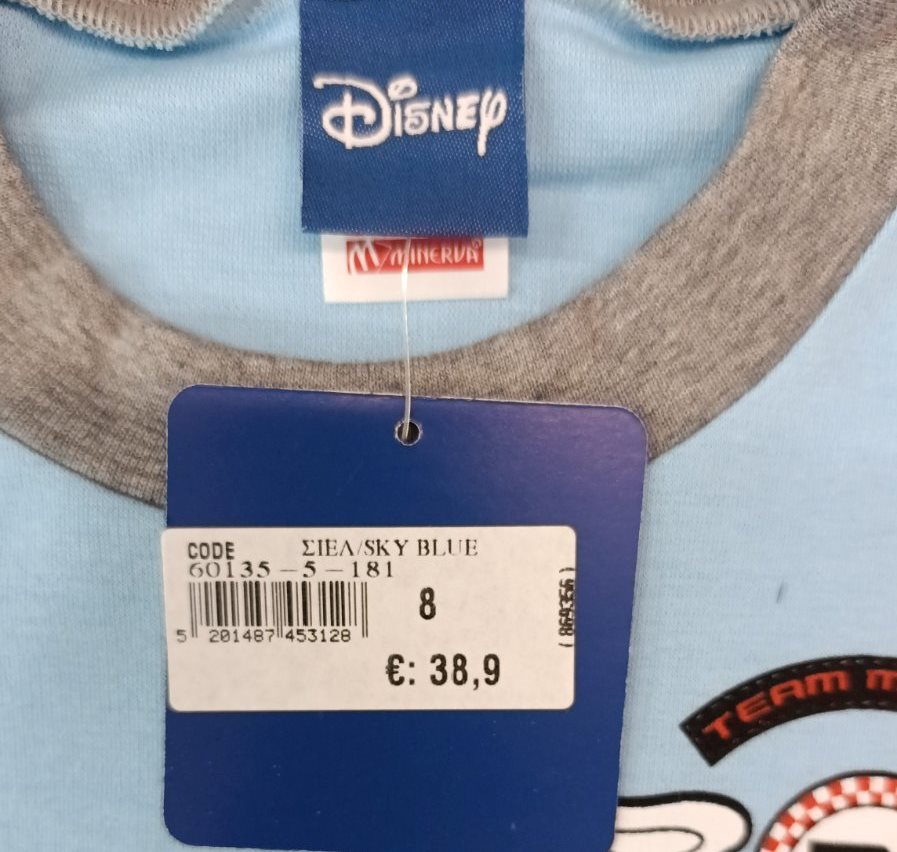 Disney
MINERVA®
CODE ΣΙΕΛ/SKY BLUE
60135-5-181
8
5 201487 453128
€: 38,9
(869356)
TEAM M